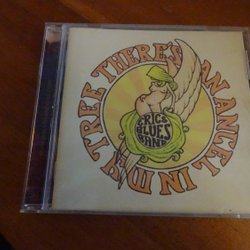 THERE'S AN ANGEL IN MY TREE
ERIC'S
BLUES
BAND